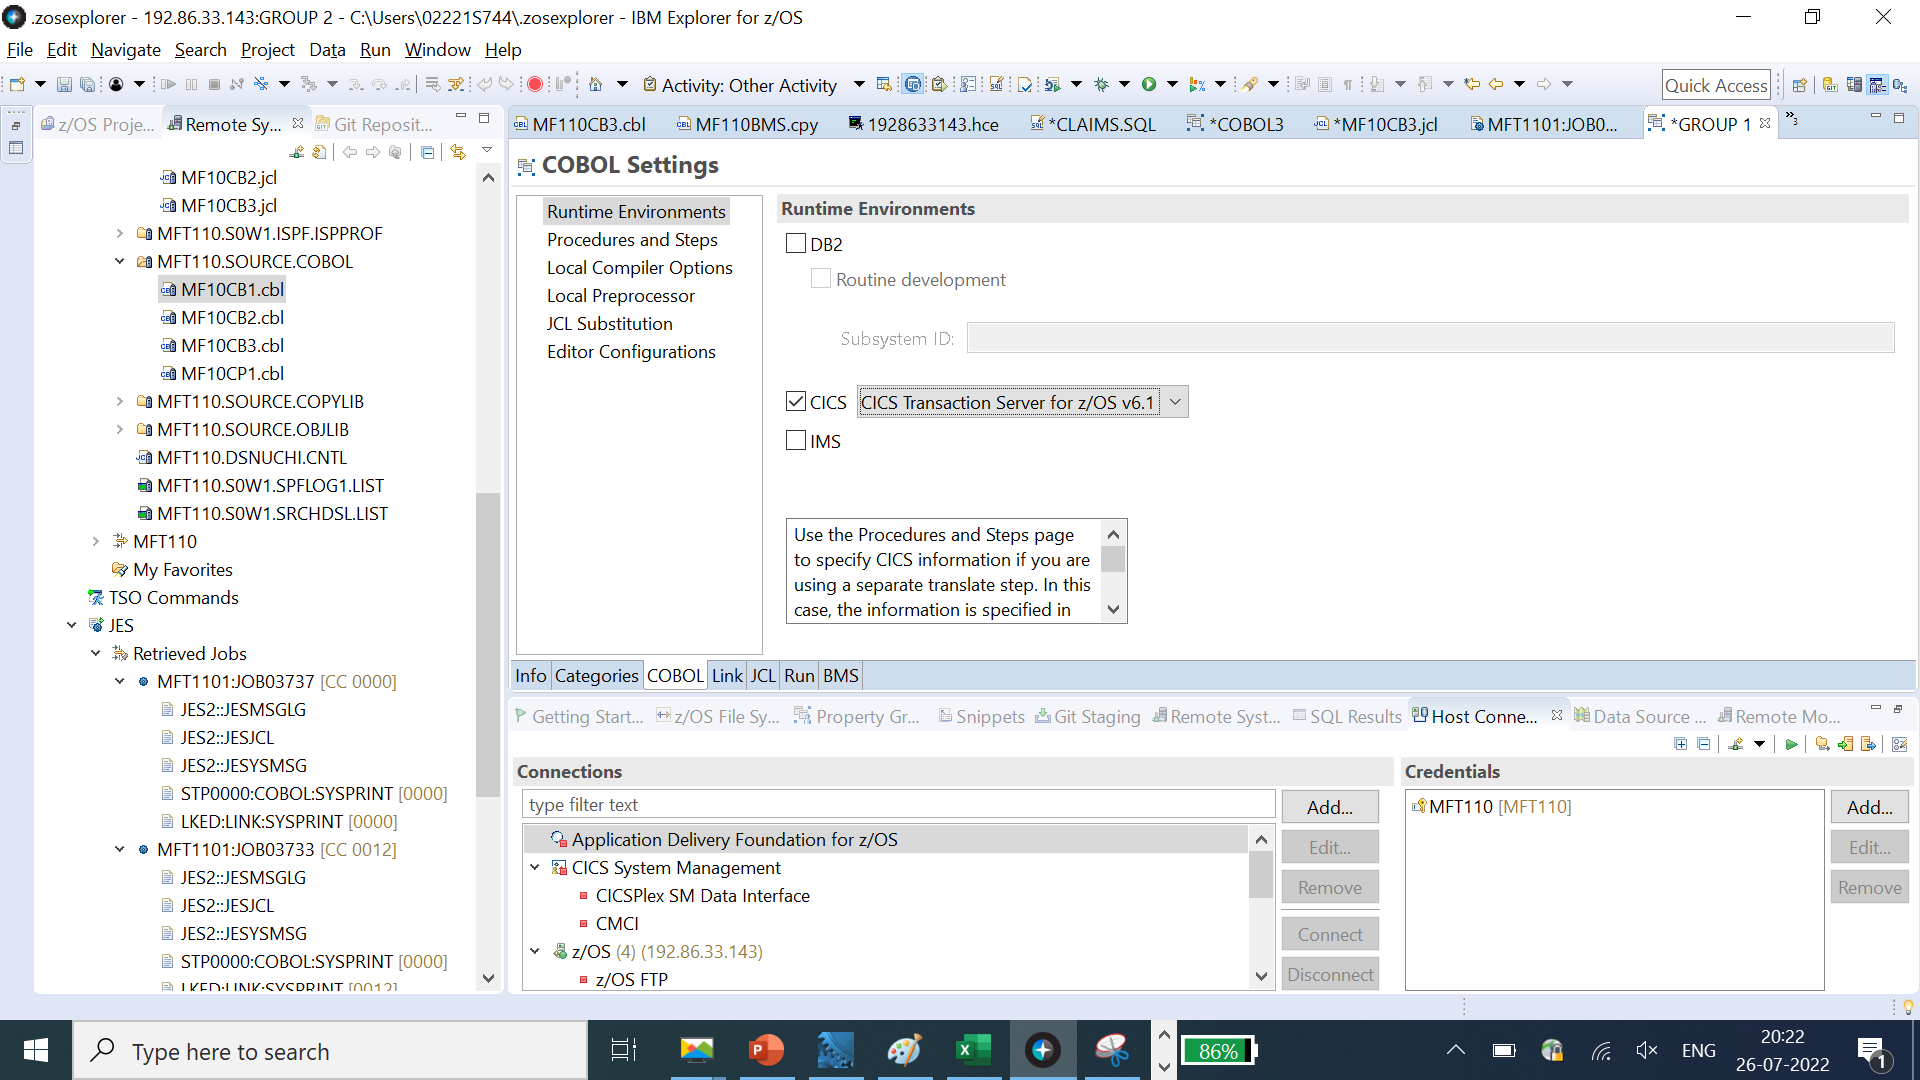 .zosexplorer - 192.86.33.143:GROUP 2 - C:\Users\02221S744\.zosexplorer - IBM Explorer for z/OS
File Edit Navigate Search Project Data Run Window Help
Activity: Other Activity
Quick Access
z/OS Proje...
Remote Sy...
Git Reposit...
MF10CB2.jcl
MF10CB3.jcl
MFT110.S0W1.ISPF.ISPPROF
MFT110.SOURCE.COBOL
MF10CB1.cbl
MF10CB2.cbl
MF10CB3.cbl
MF10CP1.cbl
MFT110.SOURCE.COPYLIB
MFT110.SOURCE.OBJLIB
MFT110.DSNUCHI.CNTL
MFT110.S0W1.SPFLOG1.LIST
MFT110.S0W1.SRCHDSL.LIST
MFT110
My Favorites
TSO Commands
JES
Retrieved Jobs
MFT1101:JOB03737 [CC 0000]
JES2::JESMSGLG
JES2::JESJCL
JES2::JESYSMSG
STP0000:COBOL:SYSPRINT [0000]
LKED:LINK:SYSPRINT [0000]
MFT1101:JOB03733 [CC 0012]
JES2::JESMSGLG
JES2::JESJCL
JES2::JESYSMSG
STP0000:COBOL:SYSPRINT [0000]
LKED:LINK:SYSPRINT [0012]
MF110CB3.cbl
MF110BMS.cpy
1928633143.hce
*CLAIMS.SQL
*COBOL3
*MF10CB3.jcl
MFT1101:JOB0...
*GROUP 1
»3
COBOL Settings
Runtime Environments
Procedures and Steps
Local Compiler Options
Local Preprocessor
JCL Substitution
Editor Configurations
Runtime Environments
DB2
Routine development
Subsystem ID:
CICS CICS Transaction Server for z/OS v6.1
IMS
Use the Procedures and Steps page
to specify CICS information if you are
using a separate translate step. In this
case, the information is specified in
Info Categories COBOL Link JCL Run BMS
Getting Start...
z/OS File Sy...
Property Gr...
Snippets
Git Staging
Remote Syst...
SQL Results
Host Conne...
Data Source ...
Remote Mo...
Connections
type filter text
Application Delivery Foundation for z/OS
CICS System Management
CICSPlex SM Data Interface
CMCI
z/OS (4) (192.86.33.143)
z/OS FTP
Add...
Edit...
Remove
Connect
Disconnect
Credentials
MFT110 [MFT110]
Add...
Edit...
Remove
Type here to search
86%
ENG
20:22
26-07-2022
1